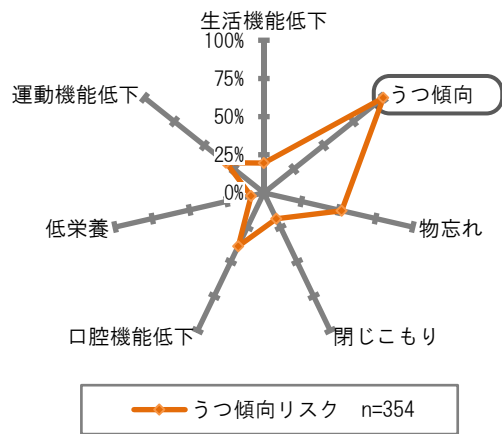 生活機能低下
100%
75%
50%
25%
0%
うつ傾向
物忘れ
閉じこもり
口腔機能低下
低栄養
運動機能低下
うつ傾向リスク n=354